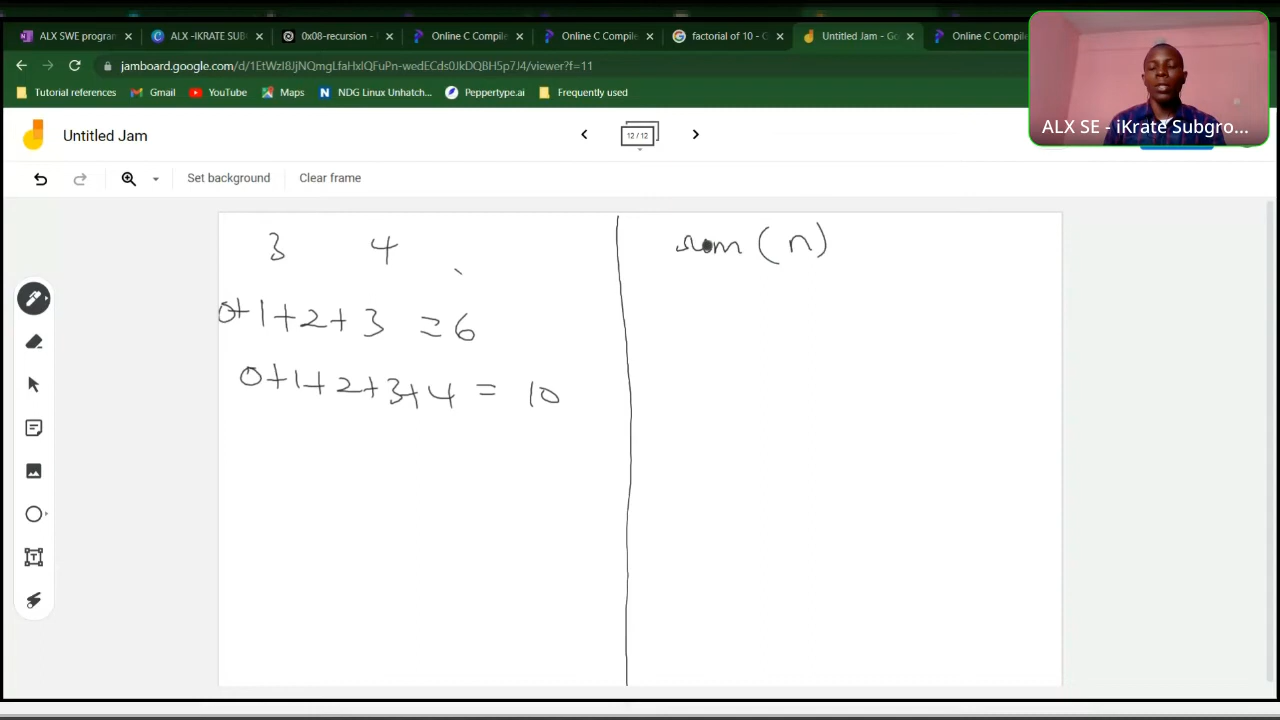 ALX SWE program
ALX -IKRATE SUB
0x08-recursion -
Online C Compile
Online C Compile
factorial of 10 - G
Untitled Jam - G
Online C Compile
jamboard.google.com/d/1EtWzI8JjNQmgLfaHxlQFuPn-wedECds0JkDQBH5p7J4/viewer?f=11
Tutorial references
Gmail
YouTube
Maps
NDG Linux Unhatch...
Peppertype.ai
Frequently used
ALX SE - iKrate Subgro...
Untitled Jam
12 / 12
Set background
Clear frame
3 4
0+1+2+3 = 6
0+1+2+3+4 = 10
sum (n)